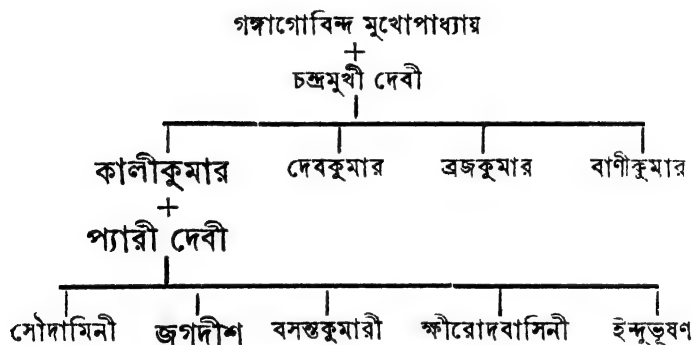 গঙ্গাগোবিন্দ মুখোপাধ্যায়
+
চন্দ্রমুখী দেবী
কালীকুমার দেবকুমার ব্রজকুমার বাণীকুমার
+
প্যারী দেবী
সৌদামিনী জগদীশ বসন্তকুমারী ক্ষীরোদবাসিনী ইন্দুভূষণ